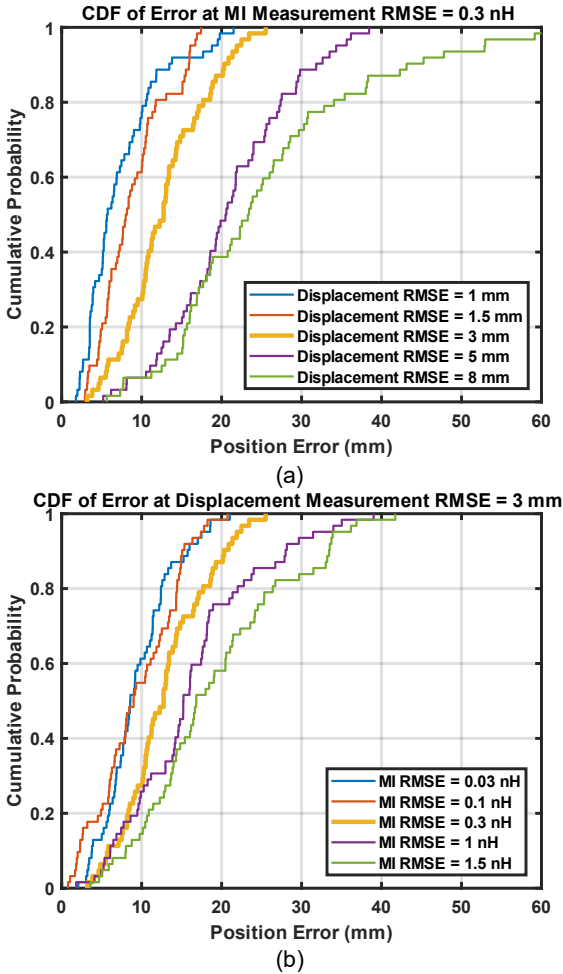 CDF of Error at MI Measurement RMSE = 0.3 nH
1
0.8
0.6
0.4
0.2
0
Cumulative Probability
Displacement RMSE = 1 mm
Displacement RMSE = 1.5 mm
Displacement RMSE = 3 mm
Displacement RMSE = 5 mm
Displacement RMSE = 8 mm
0 10 20 30 40 50 60
Position Error (mm)
(a)
CDF of Error at Displacement Measurement RMSE = 3 mm
1
0.8
0.6
0.4
0.2
0
Cumulative Probability
MI RMSE = 0.03 nH
MI RMSE = 0.1 nH
MI RMSE = 0.3 nH
MI RMSE = 1 nH
MI RMSE = 1.5 nH
0 10 20 30 40 50 60
Position Error (mm)
(b)